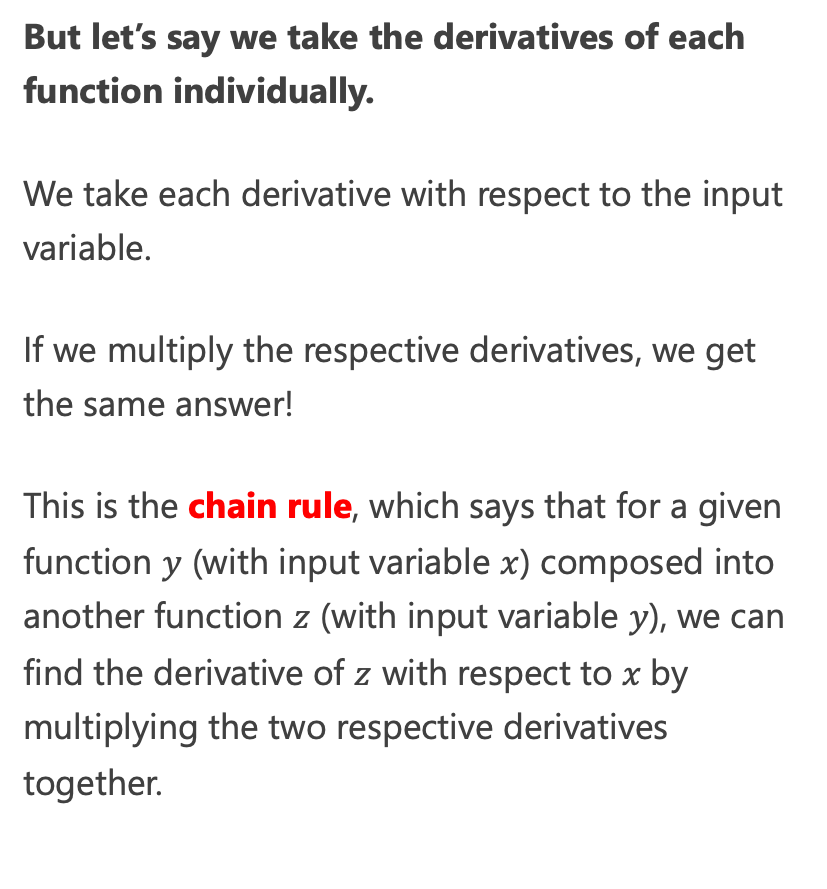 But let’s say we take the derivatives of each
function individually.
We take each derivative with respect to the input
variable.
If we multiply the respective derivatives, we get
the same answer!
This is the chain rule, which says that for a given
function y (with input variable x) composed into
another function z (with input variable y), we can
find the derivative of z with respect to x by
multiplying the two respective derivatives
together.